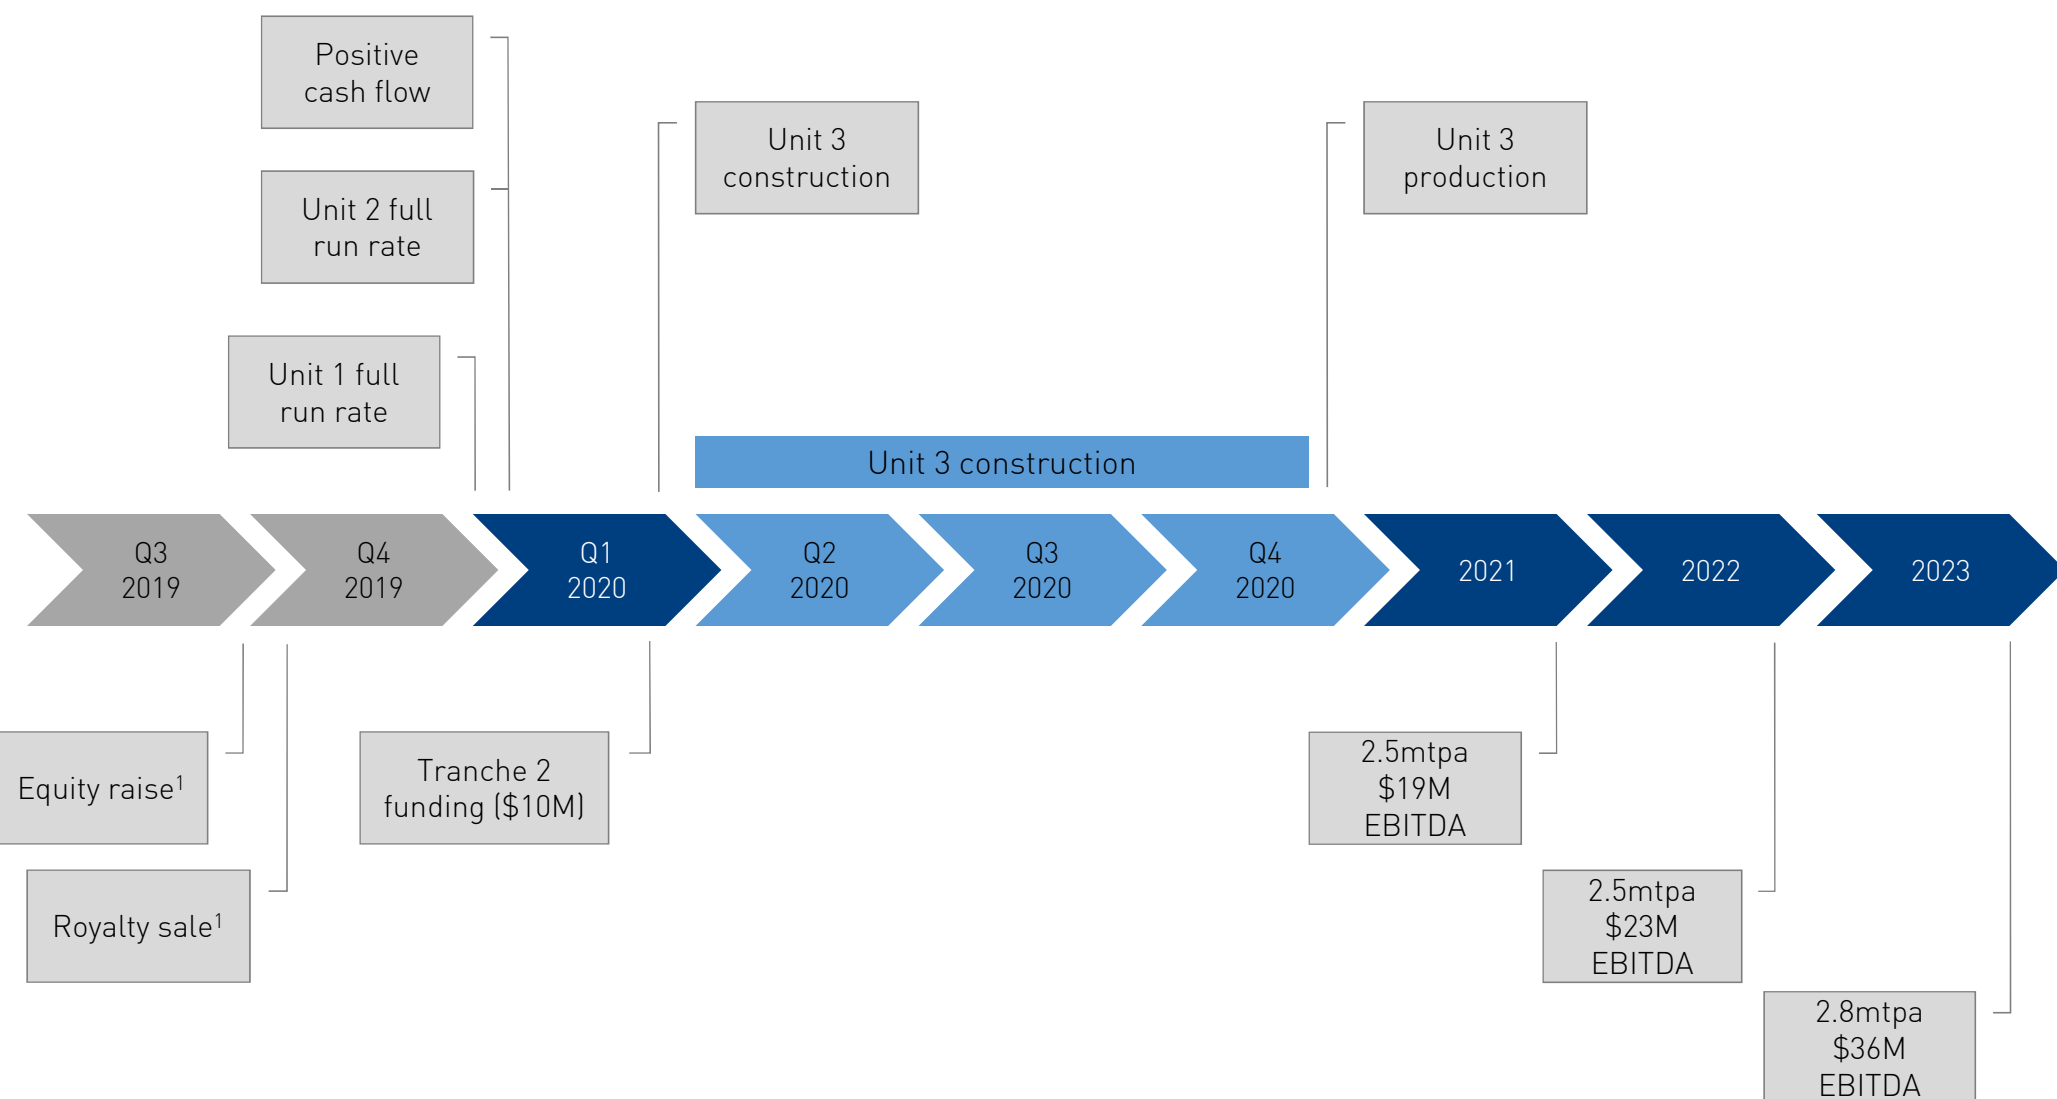 Positive
cash flow
Unit 2 full
run rate
Unit 1 full
run rate
Unit 3
construction
Unit 3
production
Unit 3 construction
Q3
2019
Q4
2019
Q1
2020
Q2
2020
Q3
2020
Q4
2020
2021
2022
2023
Equity raise¹
Royalty sale¹
Tranche 2
funding ($10M)
2.5mtpa
$19M
EBITDA
2.5mtpa
$23M
EBITDA
2.8mtpa
$36M
EBITDA